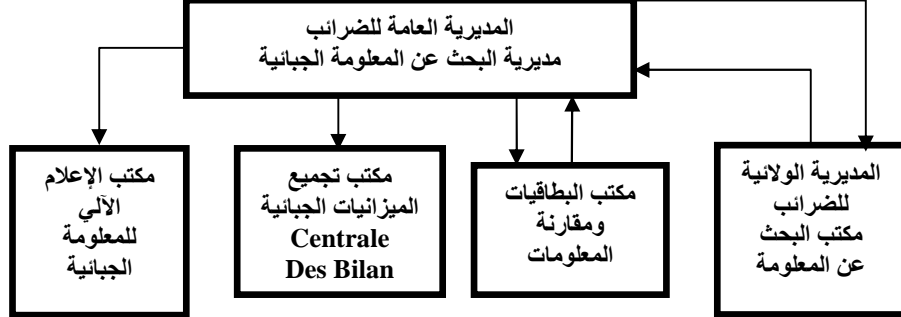 المديرية العامة للضرائب
مديرية البحث عن المعلومة الجبائية
المديرية الولائية
للضرائب
مكتب البحث
عن المعلومة
مكتب البطاقيات
ومقارنة
المعلومات
مكتب تجميع
الميزانيات الجبائية
Centrale
Des Bilan
مكتب الإعلام
الآلي
للمعلومة
الجبائية